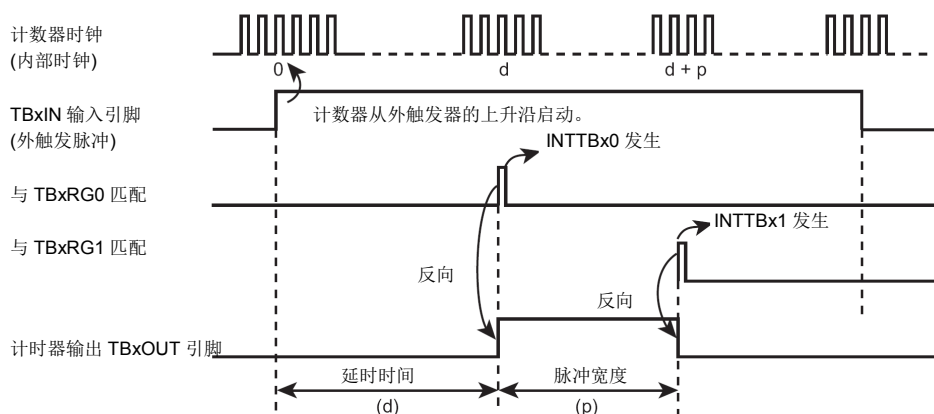 计数器时钟
(内部时钟)
0
d
d + p
TBxIN 输入引脚
(外触发脉冲)
计数器从外触发器的上升沿启动。
INTTBx0 发生
与 TBxRG0 匹配
INTTBx1 发生
与 TBxRG1 匹配
反向
反向
计时器输出 TBxOUT 引脚
延时时间
脉冲宽度
(d)
(p)